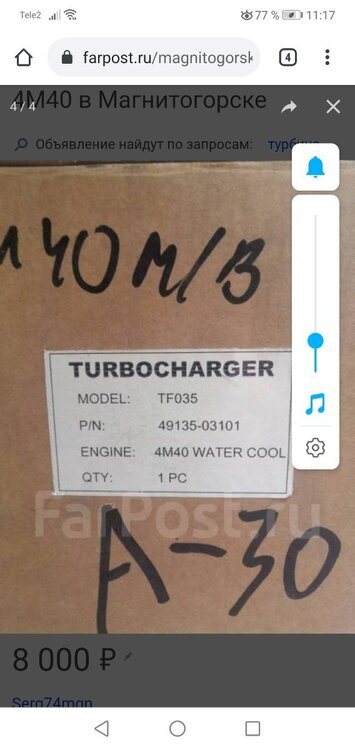 Tele2 77 % 11:17
farpost.ru/magnitogorsk 4
4M40 в Магнитогорске
4 / 4
Объявление найдут по запросам: турбина
40 M/B
TURBOCHARGER
MODEL: TF035
P/N: 49135-03101
ENGINE: 4M40 WATER COOL
QTY: 1 PC
FarPost.ru
A-30
8 000 ₽
Serg74mgn